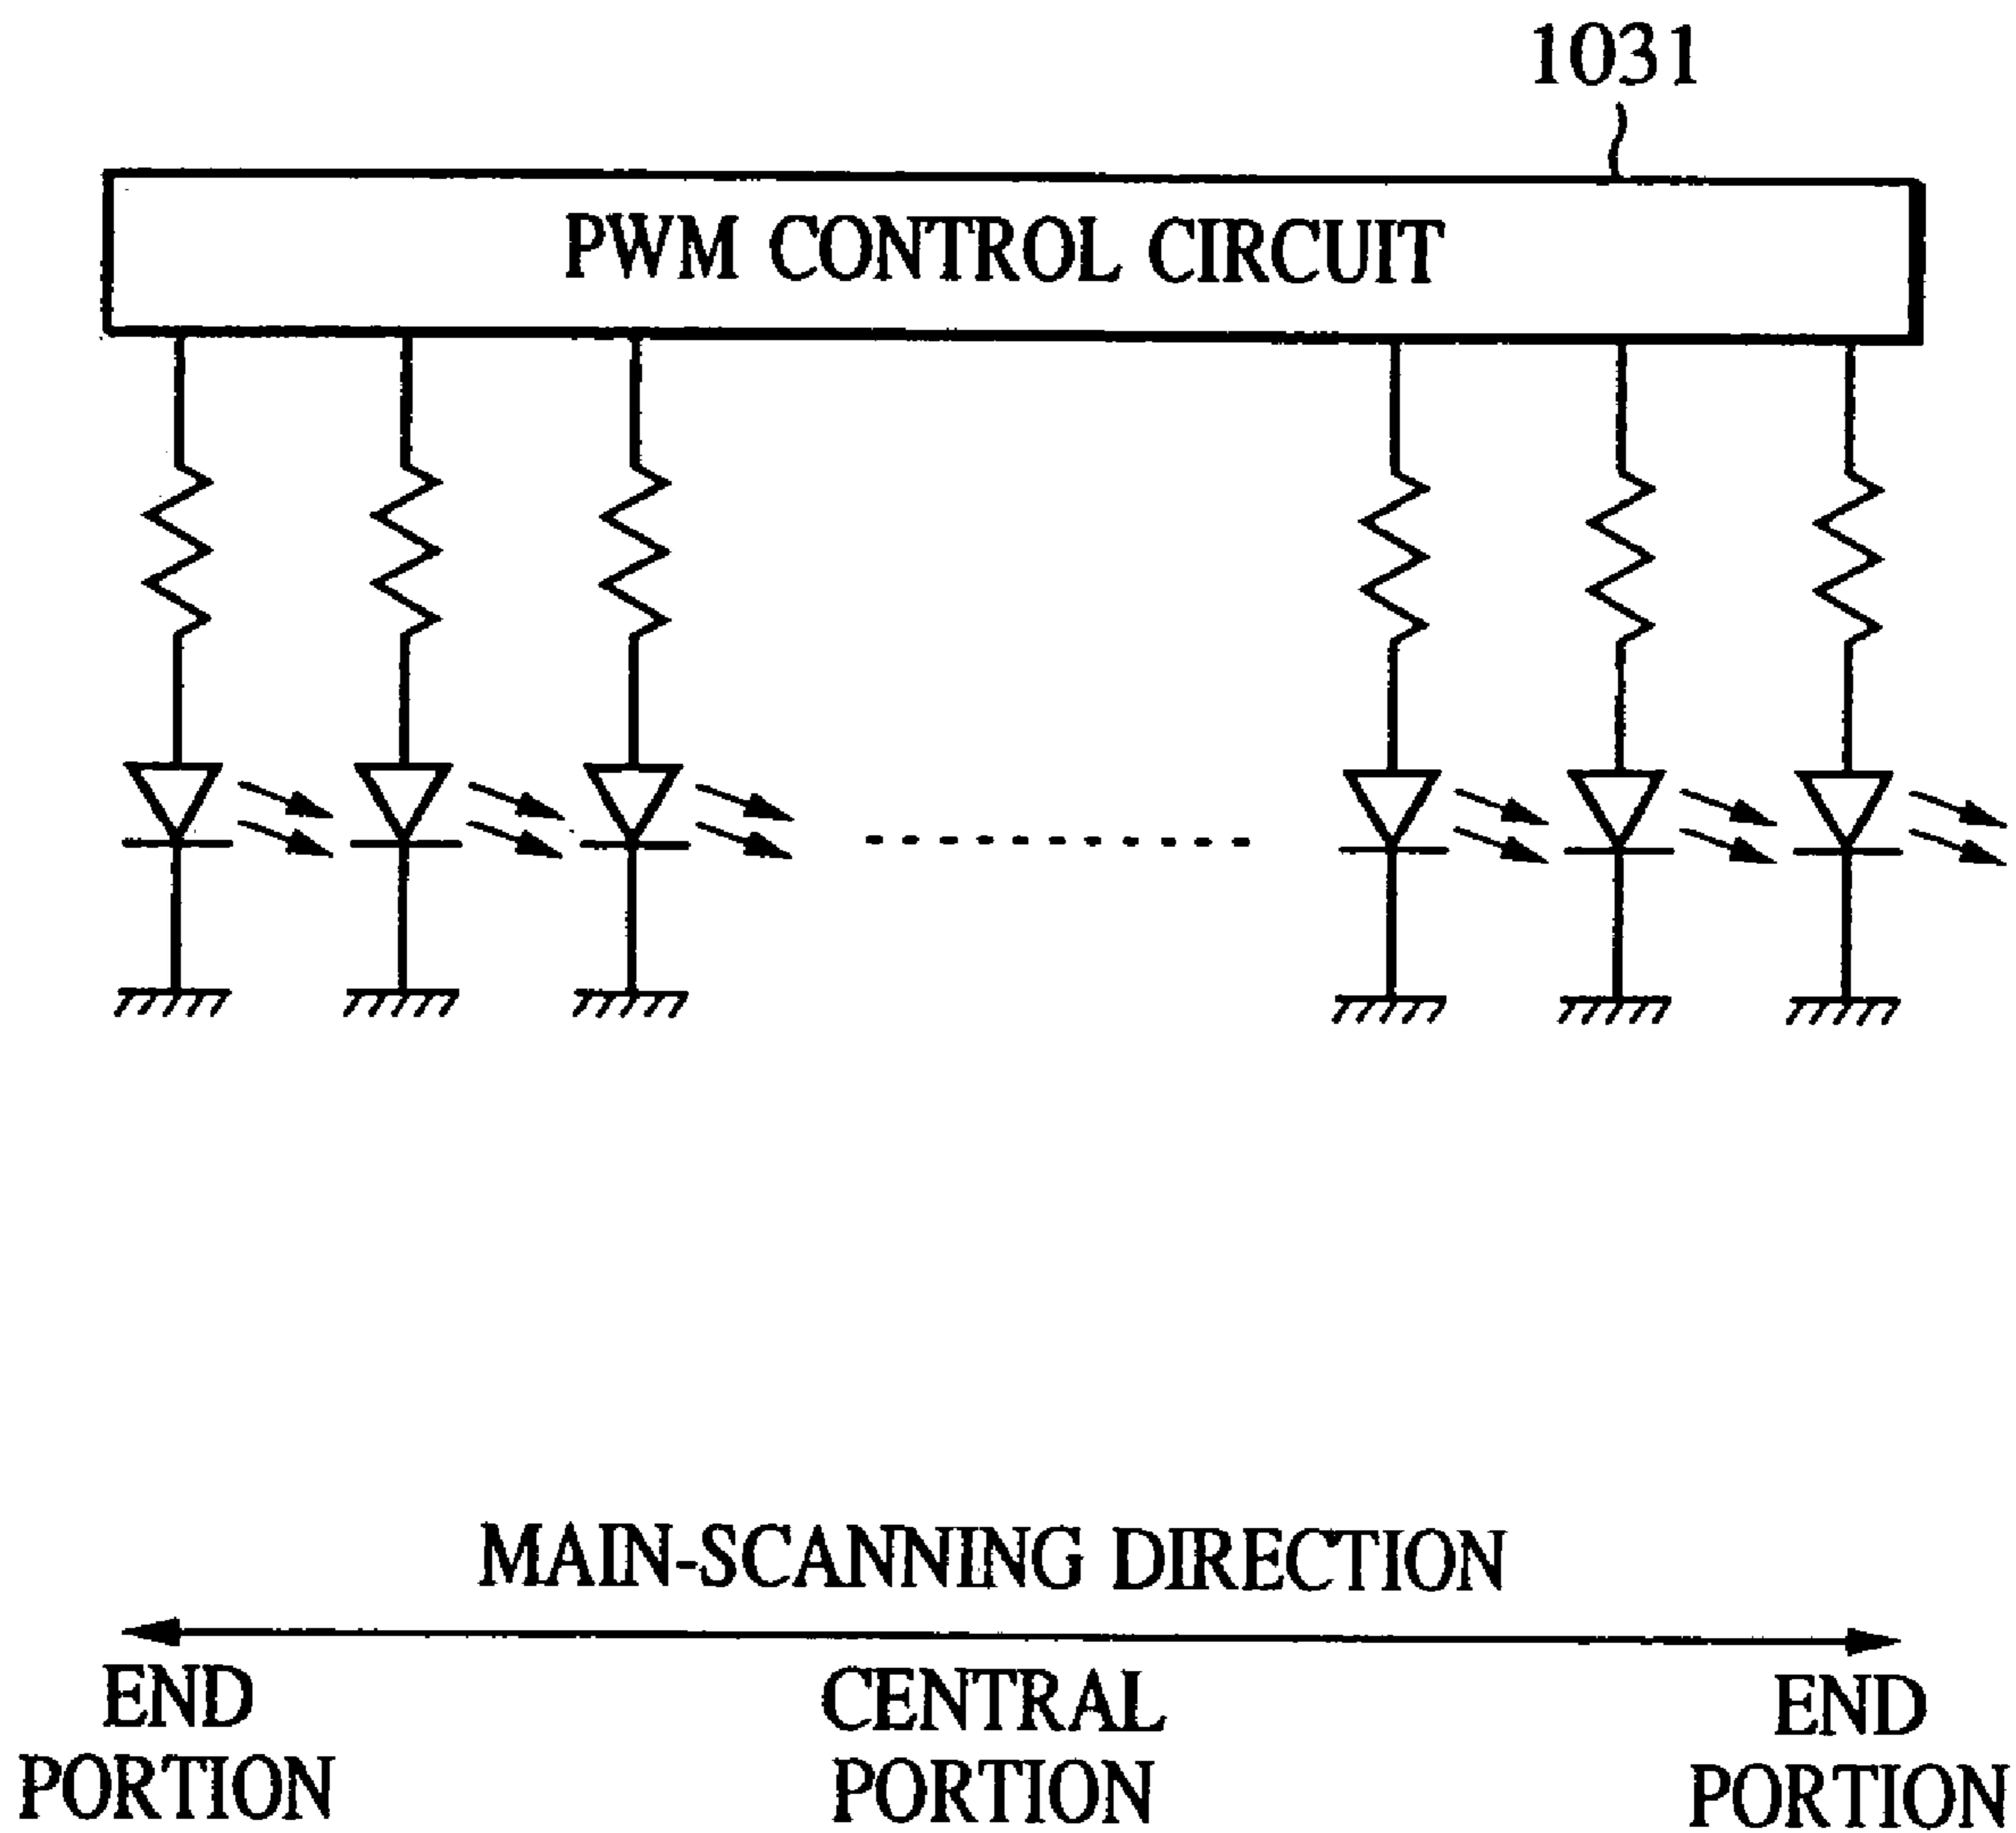 1031
PWM CONTROL CIRCUIT
MAIN-SCANNING DIRECTION
END PORTION
CENTRAL PORTION
END PORTION